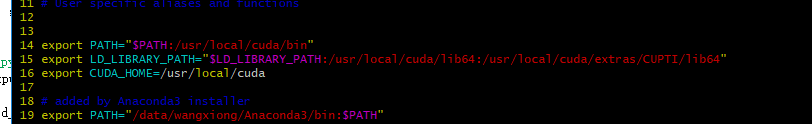 11 # User specific aliases and functions
12
13
14 export PATH="$PATH:/usr/local/cuda/bin"
15 export LD_LIBRARY_PATH="$LD_LIBRARY_PATH:/usr/local/cuda/lib64:/usr/local/cuda/extras/CUPTI/lib64"
16 export CUDA_HOME=/usr/local/cuda
17
18 # added by Anaconda3 installer
19 export PATH="/data/wangxiong/Anaconda3/bin:$PATH"